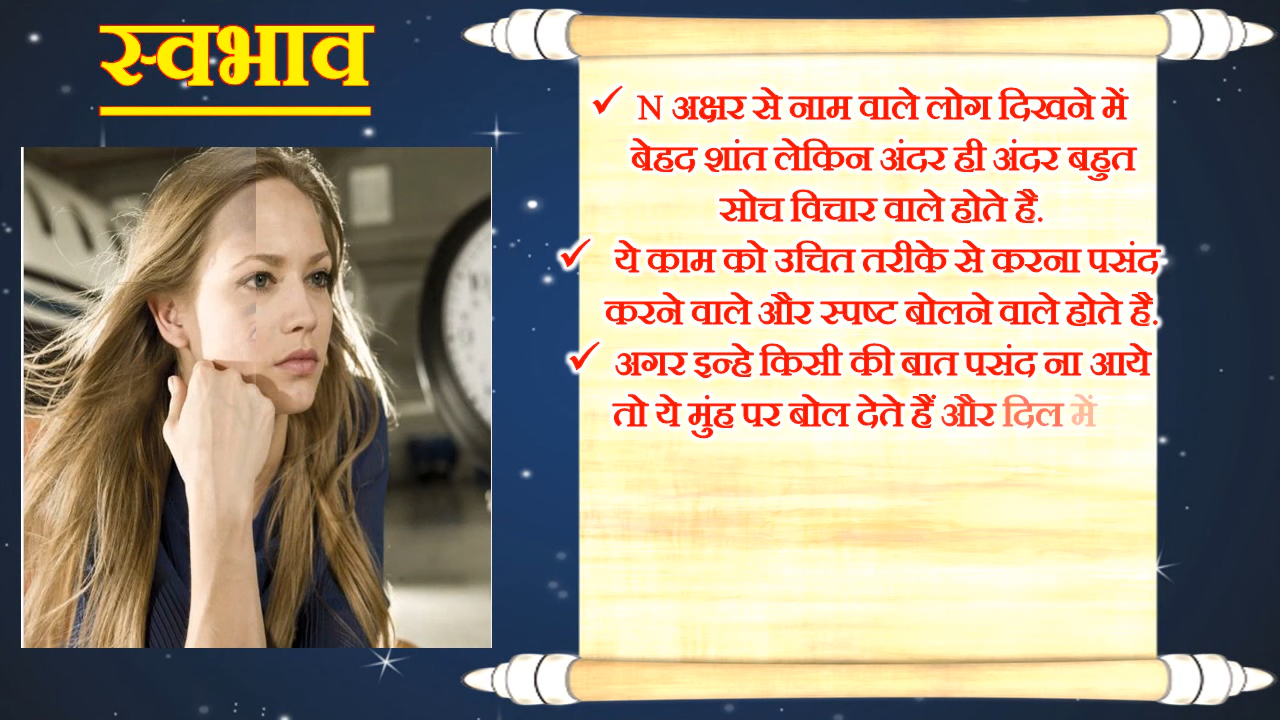 स्वभाव
✓ N अक्षर से नाम वाले लोग दिखने में
बेहद शांत लेकिन अंदर ही अंदर बहुत
सोच विचार वाले होते है.
✓ ये काम को उचित तरीके से करना पसंद
करने वाले और स्पष्ट बोलने वाले होते है.
✓ अगर इन्हे किसी की बात पसंद ना आये
तो ये मुंह पर बोल देते हैं और दिल में